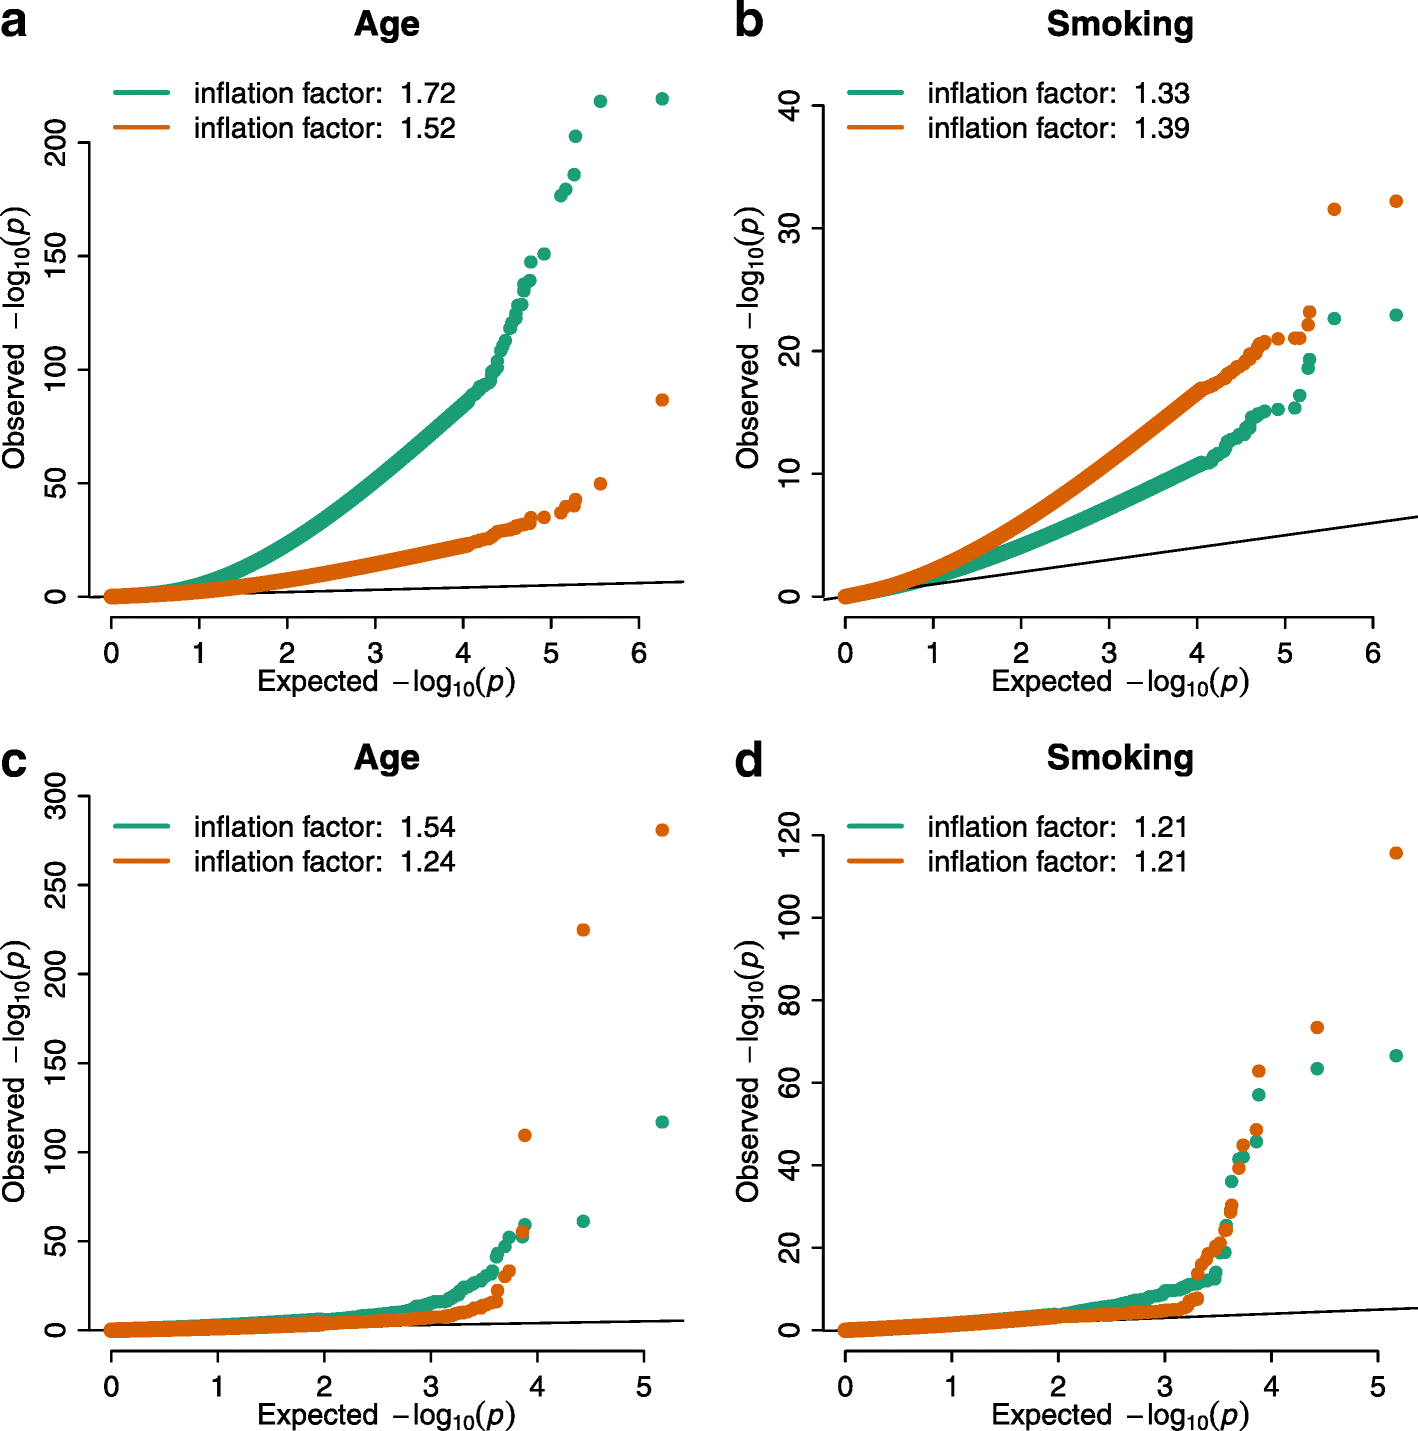 a
Age
inflation factor: 1.72
inflation factor: 1.52
Observed −log10(p)
200
150
100
50
0
0 1 2 3 4 5 6
Expected −log10(p)
b
Smoking
inflation factor: 1.33
inflation factor: 1.39
Observed −log10(p)
40
30
20
10
0
0 1 2 3 4 5 6
Expected −log10(p)
c
Age
inflation factor: 1.54
inflation factor: 1.24
Observed −log10(p)
300
250
200
150
100
50
0
0 1 2 3 4 5
Expected −log10(p)
d
Smoking
inflation factor: 1.21
inflation factor: 1.21
Observed −log10(p)
120
100
80
60
40
20
0
0 1 2 3 4 5
Expected −log10(p)